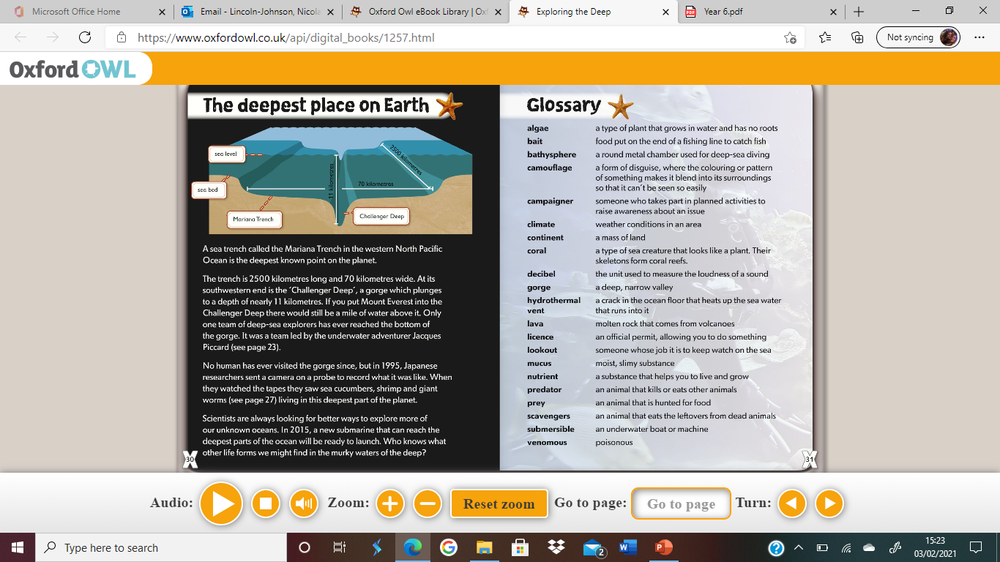 Microsoft Office Home
Email - Lincoln-Johnson, Nicola
Oxford Owl eBook Library | Ox
Exploring the Deep
Year 6.pdf
https://www.oxfordowl.co.uk/api/digital_books/1257.html
Not syncing
Oxford OWL
The deepest place on Earth
sea level
2500 kilometres
11 kilometres
70 kilometres
sea bed
Mariana Trench
Challenger Deep
A sea trench called the Mariana Trench in the western North Pacific
Ocean is the deepest known point on the planet.
The trench is 2500 kilometres long and 70 kilometres wide. At its
southwestern end is the ‘Challenger Deep’, a gorge which plunges
to a depth of nearly 11 kilometres. If you put Mount Everest into the
Challenger Deep there would still be a mile of water above it. Only
one team of deep-sea explorers has ever reached the bottom of
the gorge. It was a team led by the underwater adventurer Jacques
Piccard (see page 23).
No human has ever visited the gorge since, but in 1995, Japanese
researchers sent a camera on a probe to record what it was like. When
they watched the tapes they saw sea cucumbers, shrimp and giant
worms (see page 27) living in this deepest part of the planet.
Scientists are always looking for better ways to explore more of
our unknown oceans. In 2015, a new submarine that can reach the
deepest parts of the ocean will be ready to launch. Who knows what
other life forms we might find in the murky waters of the deep?
30
Glossary
algae a type of plant that grows in water and has no roots
bait food put on the end of a fishing line to catch fish
bathysphere a round metal chamber used for deep-sea diving
camouflage a form of disguise, where the colouring or pattern
of something makes it blend into its surroundings
so that it can't be seen so easily
campaigner someone who takes part in planned activities to
raise awareness about an issue
climate weather conditions in an area
continent a mass of land
coral a type of sea creature that looks like a plant. Their
skeletons form coral reefs.
decibel the unit used to measure the loudness of a sound
gorge a deep, narrow valley
hydrothermal a crack in the ocean floor that heats up the sea water
vent that runs into it
lava molten rock that comes from volcanoes
licence an official permit, allowing you to do something
lookout someone whose job it is to keep watch on the sea
mucus moist, slimy substance
nutrient a substance that helps you to live and grow
predator an animal that kills or eats other animals
prey an animal that is hunted for food
scavengers an animal that eats the leftovers from dead animals
submersible an underwater boat or machine
venomous poisonous
31
Audio: Zoom: Reset zoom Go to page: Go to page Turn:
Type here to search
2
15:23
03/02/2021